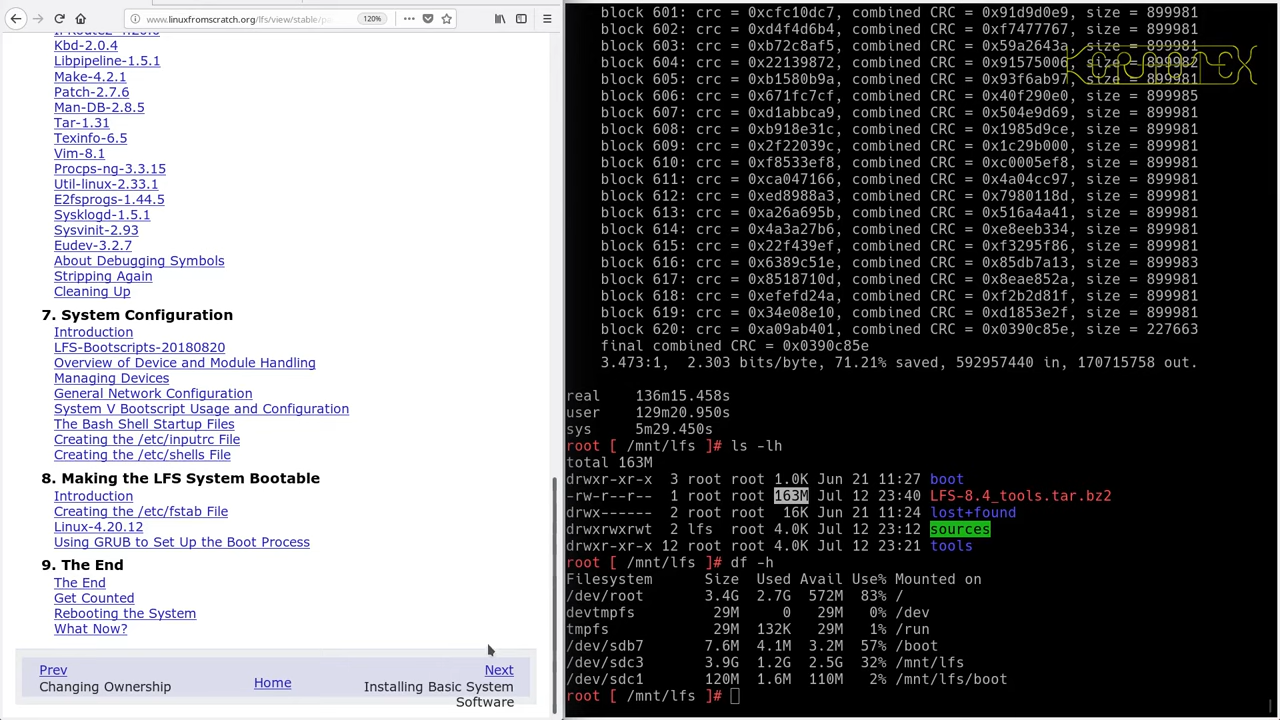 www.linuxfromscratch.org/lfs/view/stable/pa
120%
Kbd-2.0.4
Libpipeline-1.5.1
Make-4.2.1
Patch-2.7.6
Man-DB-2.8.5
Tar-1.31
Texinfo-6.5
Vim-8.1
Procps-ng-3.3.15
Util-linux-2.33.1
E2fsprogs-1.44.5
Sysklogd-1.5.1
Sysvinit-2.93
Eudev-3.2.7
About Debugging Symbols
Stripping Again
Cleaning Up
7. System Configuration
Introduction
LFS-Bootscripts-20180820
Overview of Device and Module Handling
Managing Devices
General Network Configuration
System V Bootscript Usage and Configuration
The Bash Shell Startup Files
Creating the /etc/inputrc File
Creating the /etc/shells File
8. Making the LFS System Bootable
Introduction
Creating the /etc/fstab File
Linux-4.20.12
Using GRUB to Set Up the Boot Process
9. The End
The End
Get Counted
Rebooting the System
What Now?
Prev
Changing Ownership
Home
Next
Installing Basic System
Software
block 601: crc = 0xcfc10dc7, combined CRC = 0x91d9d0e9, size = 899981
block 602: crc = 0xd4f4d6b4, combined CRC = 0xf7477767, size = 899981
block 603: crc = 0xb72c8af5, combined CRC = 0x59a2643a, size = 899981
block 604: crc = 0x22139872, combined CRC = 0x91575006, size = 899982
block 605: crc = 0xb1580b9a, combined CRC = 0x93f6ab97, size = 899981
block 606: crc = 0x671fc7cf, combined CRC = 0x40f290e0, size = 899985
block 607: crc = 0xd1abbca9, combined CRC = 0x504e9d69, size = 899981
block 608: crc = 0xb918e31c, combined CRC = 0x1985d9ce, size = 899981
block 609: crc = 0x2f22039c, combined CRC = 0x1c29b000, size = 899981
block 610: crc = 0xf8533ef8, combined CRC = 0xc0005ef8, size = 899981
block 611: crc = 0xca047166, combined CRC = 0x4a04cc97, size = 899981
block 612: crc = 0xed8988a3, combined CRC = 0x7980118d, size = 899981
block 613: crc = 0xa26a695b, combined CRC = 0x516a4a41, size = 899981
block 614: crc = 0x4a3a27b6, combined CRC = 0xe8eeb334, size = 899981
block 615: crc = 0x22f439ef, combined CRC = 0xf3295f86, size = 899981
block 616: crc = 0x6389c51e, combined CRC = 0x85db7a13, size = 899983
block 617: crc = 0x8518710d, combined CRC = 0x8eae852a, size = 899981
block 618: crc = 0xefefd24a, combined CRC = 0xf2b2d81f, size = 899981
block 619: crc = 0x34e08e10, combined CRC = 0xd1853e2f, size = 899981
block 620: crc = 0xa09ab401, combined CRC = 0x0390c85e, size = 227663
final combined CRC = 0x0390c85e
3.473:1, 2.303 bits/byte, 71.21% saved, 592957440 in, 170715758 out.
real 136m15.458s
user 129m20.950s
sys 5m29.450s
root [ /mnt/lfs ]# ls -lh
total 163M
drwxr-xr-x 3 root root 1.0K Jun 21 11:27 boot
-rw-r--r-- 1 root root 163M Jul 12 23:40 LFS-8.4_tools.tar.bz2
drwx------ 2 root root 16K Jun 21 11:24 lost+found
drwxrwxrwt 2 lfs root 4.0K Jul 12 23:12 sources
drwxr-xr-x 12 root root 4.0K Jul 12 23:21 tools
root [ /mnt/lfs ]# df -h
Filesystem Size Used Avail Use% Mounted on
/dev/root 3.4G 2.7G 572M 83% /
devtmpfs 29M 0 29M 0% /dev
tmpfs 29M 132K 29M 1% /run
/dev/sdb7 7.6M 4.1M 3.2M 57% /boot
/dev/sdc3 3.9G 1.2G 2.5G 32% /mnt/lfs
/dev/sdc1 120M 1.6M 110M 2% /mnt/lfs/boot
root [ /mnt/lfs ]#